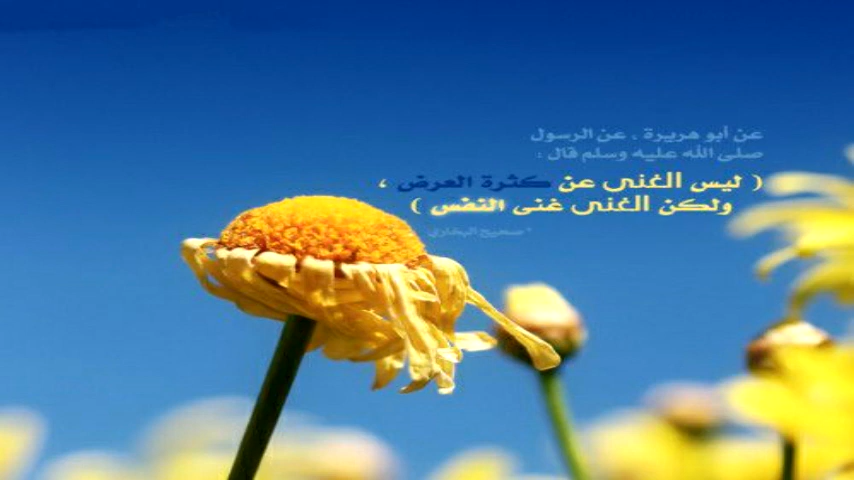 عن أبو هريرة ، عن الرسول
صلى الله عليه وسلم قال :
( ليس الغنى عن كثرة العرض ،
ولكن الغنى غنى النفس )
* صحيح البخاري